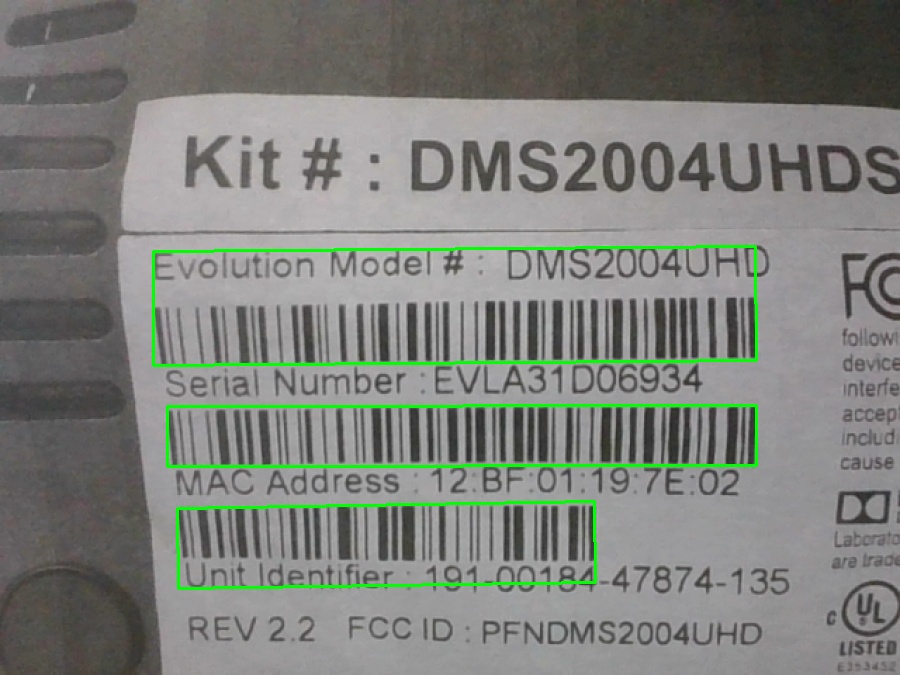 Kit # : DMS2004UHDS
Evolution Model # : DMS2004UHD
Serial Number : EVLA31D06934
MAC Address : 12:BF:01:19:7E:02
Unit Identifier : 191-00184-47874-135
REV 2.2 FCC ID : PFNDMS2004UHD
FC
followi
device
interfe
accept
includi
cause
Laborato
are trade
c UL
LISTED
E353452